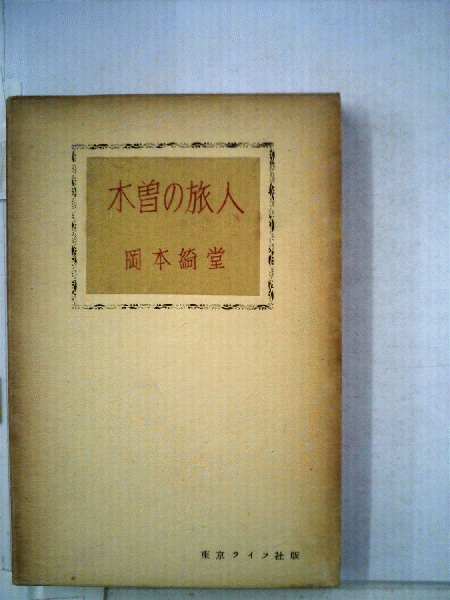 木曽の旅人
岡本綺堂
東京ライフ社版